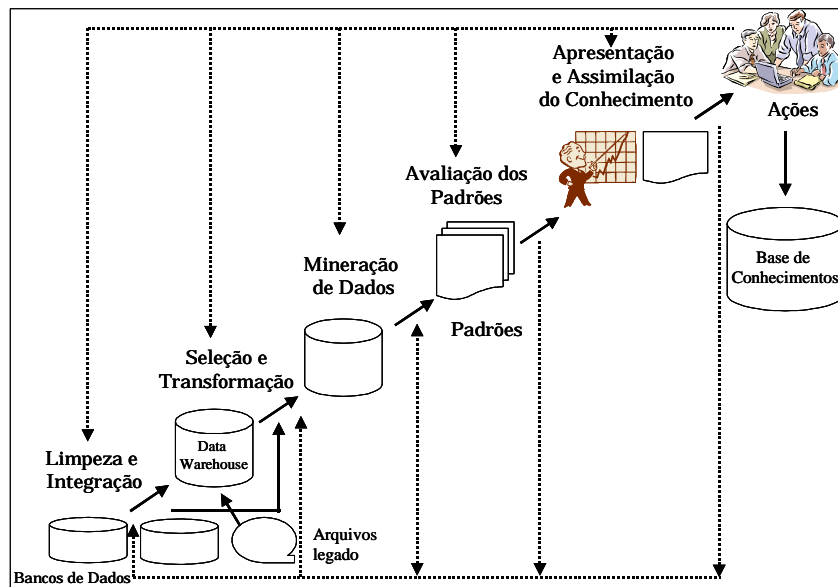 Apresentação
e Assimilação
do Conhecimento
Ações
Avaliação dos
Padrões
Base de
Conhecimentos
Mineração
de Dados
Padrões
Seleção e
Transformação
Data
Warehouse
Limpeza e
Integração
Arquivos
legado
Bancos de Dados